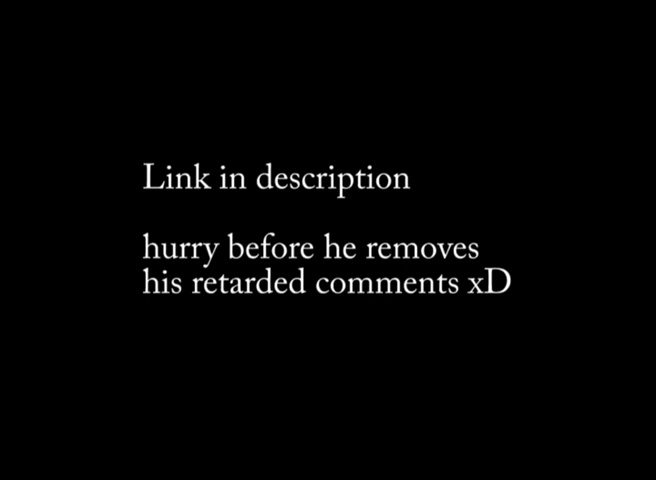 Link in description
hurry before he removes
his retarded comments xD